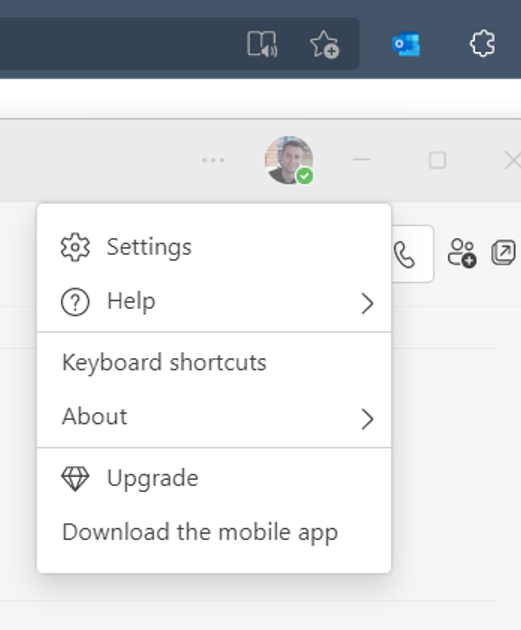 Settings
Help
Keyboard shortcuts
About
Upgrade
Download the mobile app